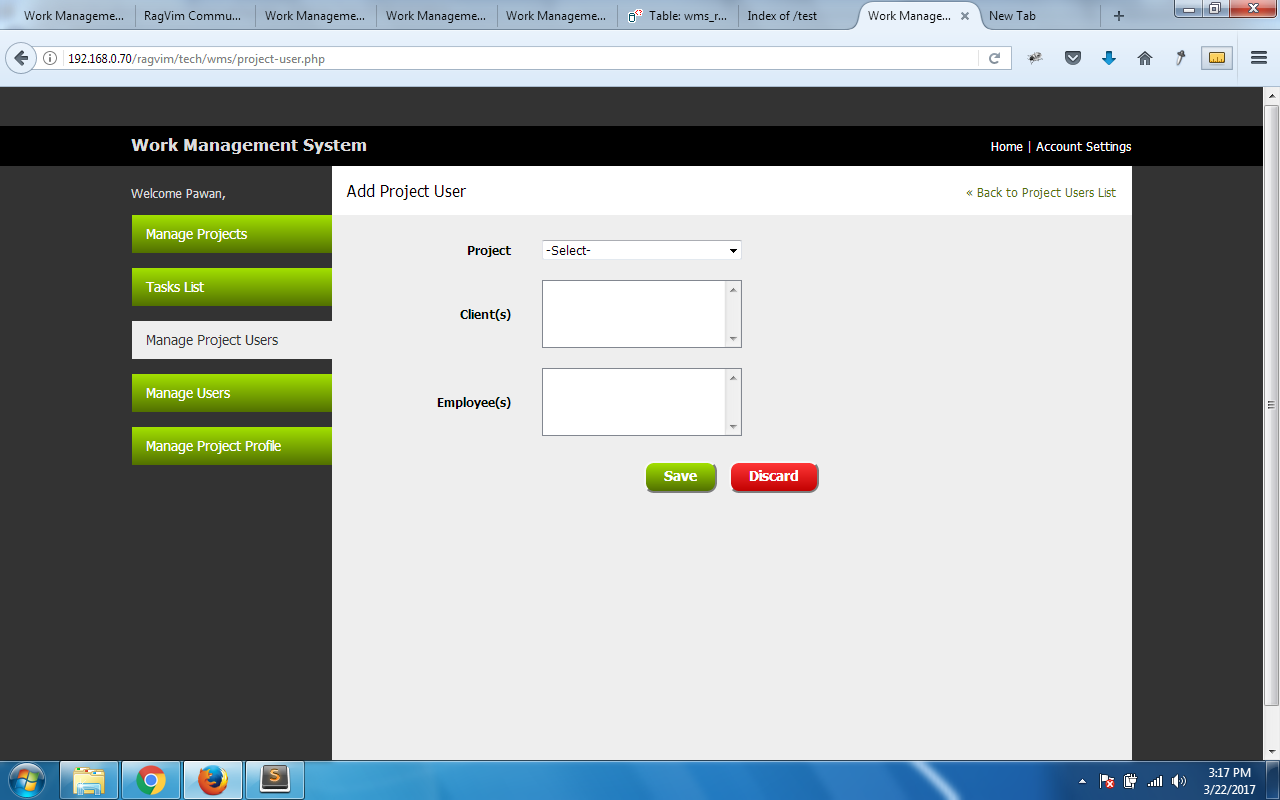 Work Manageme...
RagVim Commu...
Work Manageme...
Work Manageme...
Work Manageme...
Table: wms_r...
Index of /test
Work Manage...
New Tab
192.168.0.70/ragvim/tech/wms/project-user.php
Work Management System
Home | Account Settings
Welcome Pawan,
Manage Projects
Tasks List
Manage Project Users
Manage Users
Manage Project Profile
Add Project User
« Back to Project Users List
Project
-Select-
Client(s)
Employee(s)
Save
Discard
3:17 PM
3/22/2017